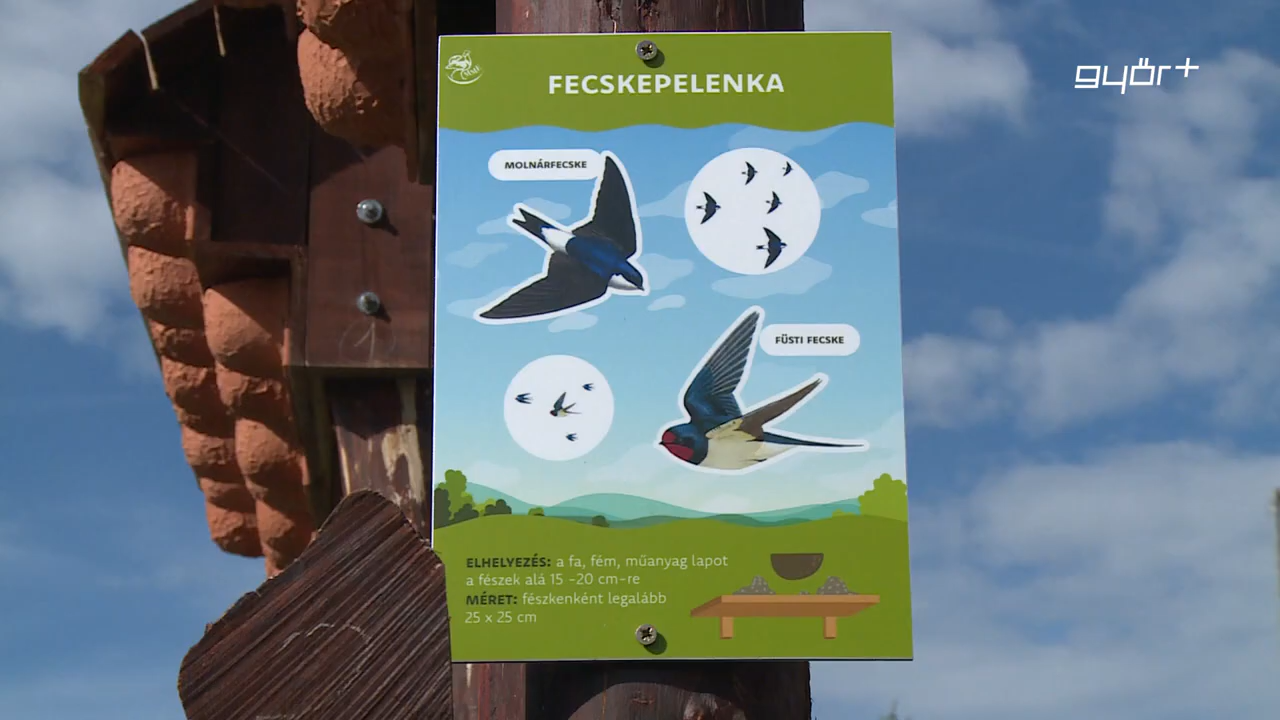 győr+
MME
FECSKEPELENKA
MOLNÁRFECSKE
FÜSTI FECSKE
ELHELYEZÉS: a fa, fém, műanyag lapot
a fészek alá 15 -20 cm-re
MÉRET: fészkenként legalább
25 x 25 cm